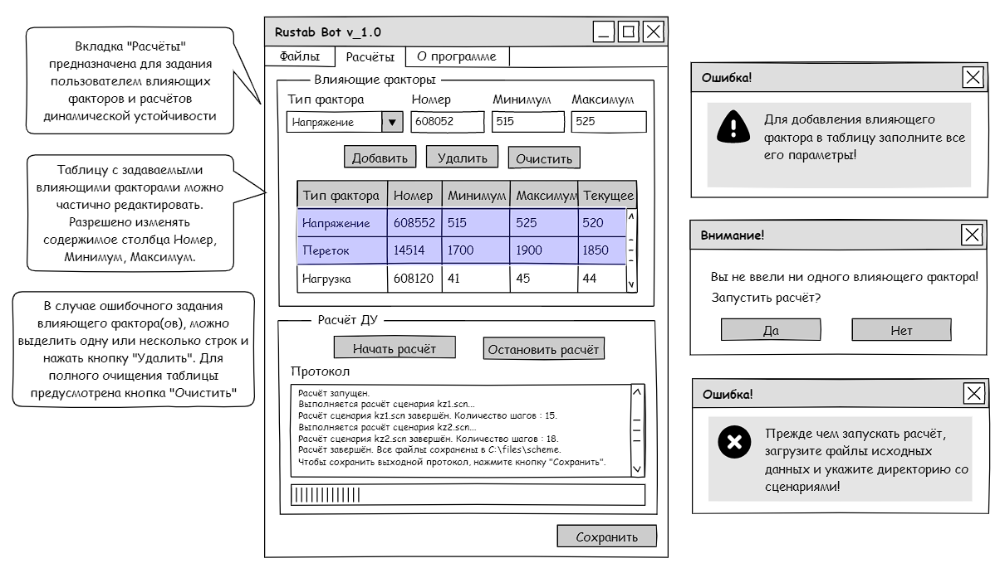 Вкладка "Расчёты"
предназначена для задания
пользователем влияющих
факторов и расчётов
динамической устойчивости
Таблицу с задаваемыми
влияющими факторами можно
частично редактировать.
Разрешено изменять
содержимое столбца Номер,
Минимум, Максимум.
В случае ошибочного задания
влияющего фактора(ов), можно
выделить одну или несколько строк и
нажать кнопку "Удалить". Для
полного очищения таблицы
предусмотрена кнопка "Очистить"
Rustab Bot v_1.0
Файлы Расчёты О программе
Влияющие факторы
Тип фактора Номер Минимум Максимум
Напряжение 608052 515 525
Добавить Удалить Очистить
Тип фактора Номер Минимум Максимум Текущее
Напряжение 608552 515 525 520
Переток 14514 1700 1900 1850
Нагрузка 608120 41 45 44
Расчёт ДУ
Начать расчёт Остановить расчёт
Протокол
Расчёт запущен.
Выполняется расчёт сценария kz1.scn...
Расчёт сценария kz1.scn завершён. Количество шагов : 15.
Выполняется расчёт сценария kz2.scn...
Расчёт сценария kz2.scn завершён. Количество шагов : 18.
Расчёт завершён. Все файлы сохранены в C:\files\scheme.
Чтобы сохранить выходной протокол, нажмите кнопку "Сохранить".
Сохранить
Ошибка!
Для добавления влияющего
фактора в таблицу заполните все
его параметры!
Внимание!
Вы не ввели ни одного влияющего фактора!
Запустить расчёт?
Да Нет
Ошибка!
Прежде чем запускать расчёт,
загрузите файлы исходных
данных и укажите директорию со
сценариями!